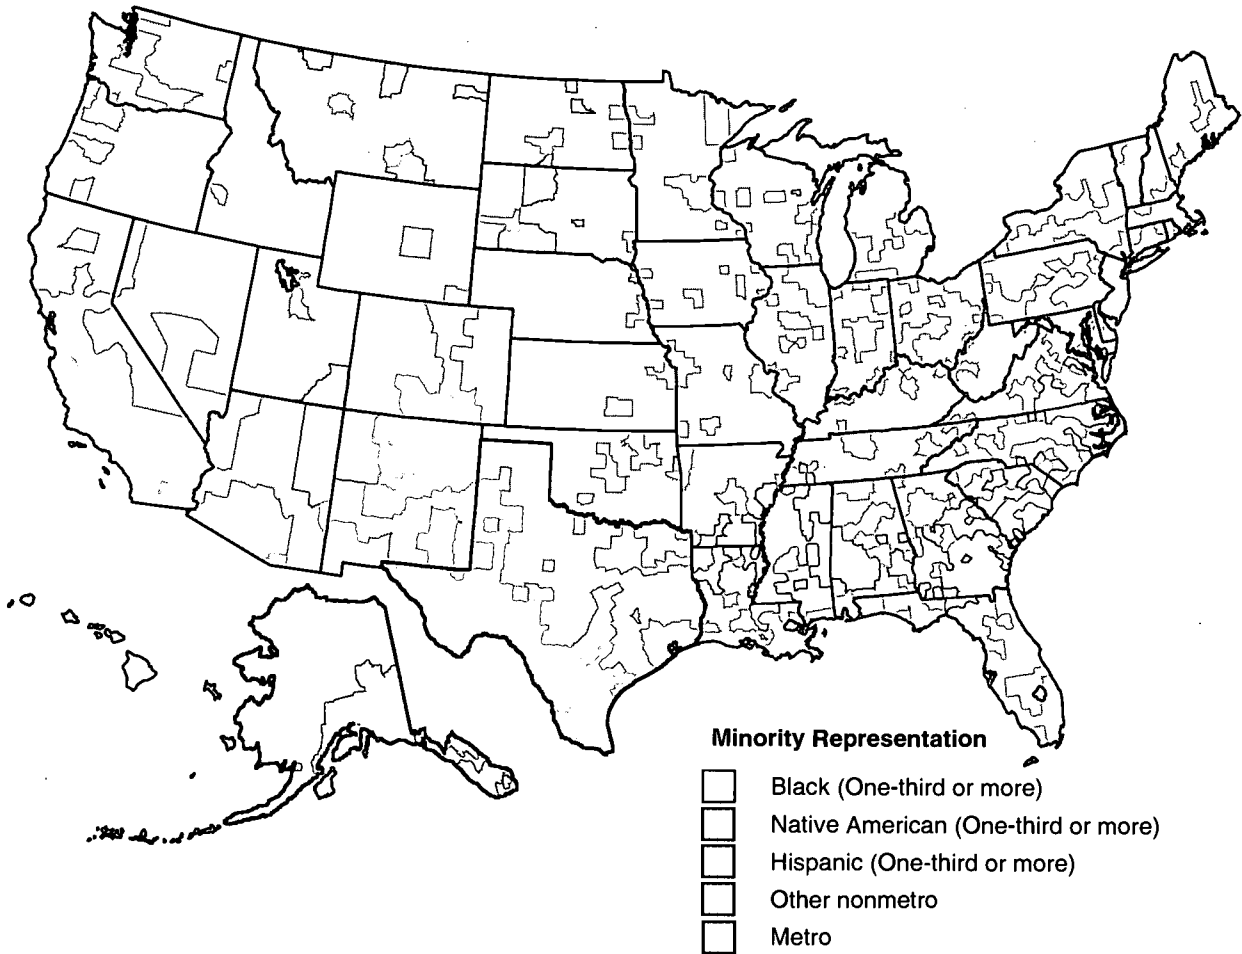 Minority Representation
Black (One-third or more)
Native American (One-third or more)
Hispanic (One-third or more)
Other nonmetro
Metro